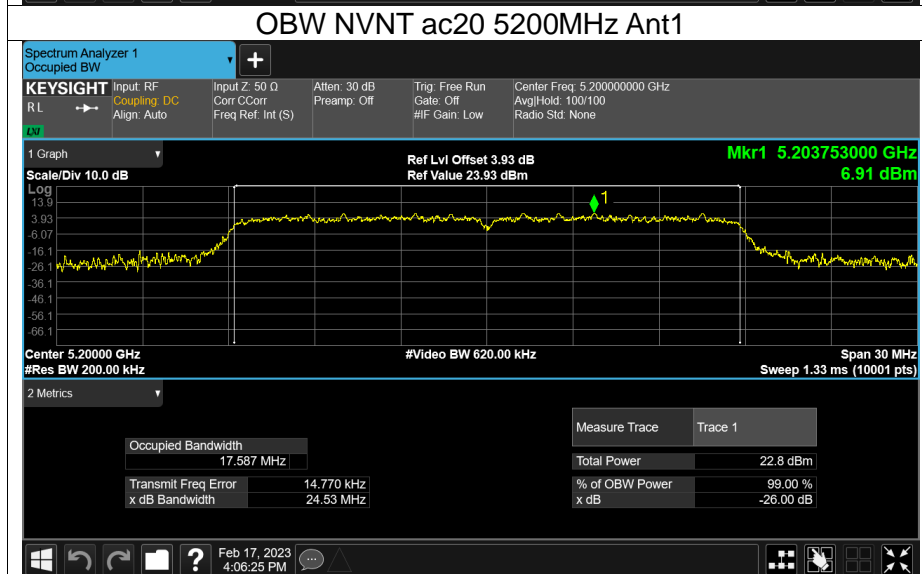 OBW NVNT ac20 5200MHz Ant1
Spectrum Analyzer 1
Occupied BW
KEYSIGHT
R L
LXI
Input: RF
Coupling: DC
Align: Auto
Input Z: 50 Ω
Corr CCorr
Freq Ref: Int (S)
Atten: 30 dB
Preamp: Off
Trig: Free Run
Gate: Off
#IF Gain: Low
Center Freq: 5.200000000 GHz
Avg|Hold: 100/100
Radio Std: None
1 Graph
Scale/Div 10.0 dB
Ref Lvl Offset 3.93 dB
Ref Value 23.93 dBm
Mkr1 5.203753000 GHz
6.91 dBm
Log
13.9
3.93
-6.07
-16.1
-26.1
-36.1
-46.1
-56.1
-66.1
1
Center 5.20000 GHz
#Res BW 200.00 kHz
#Video BW 620.00 kHz
Span 30 MHz
Sweep 1.33 ms (10001 pts)
2 Metrics
Occupied Bandwidth
17.587 MHz
Transmit Freq Error 14.770 kHz
x dB Bandwidth 24.53 MHz
Measure Trace Trace 1
Total Power 22.8 dBm
% of OBW Power 99.00 %
x dB -26.00 dB
?
Feb 17, 2023
4:06:25 PM